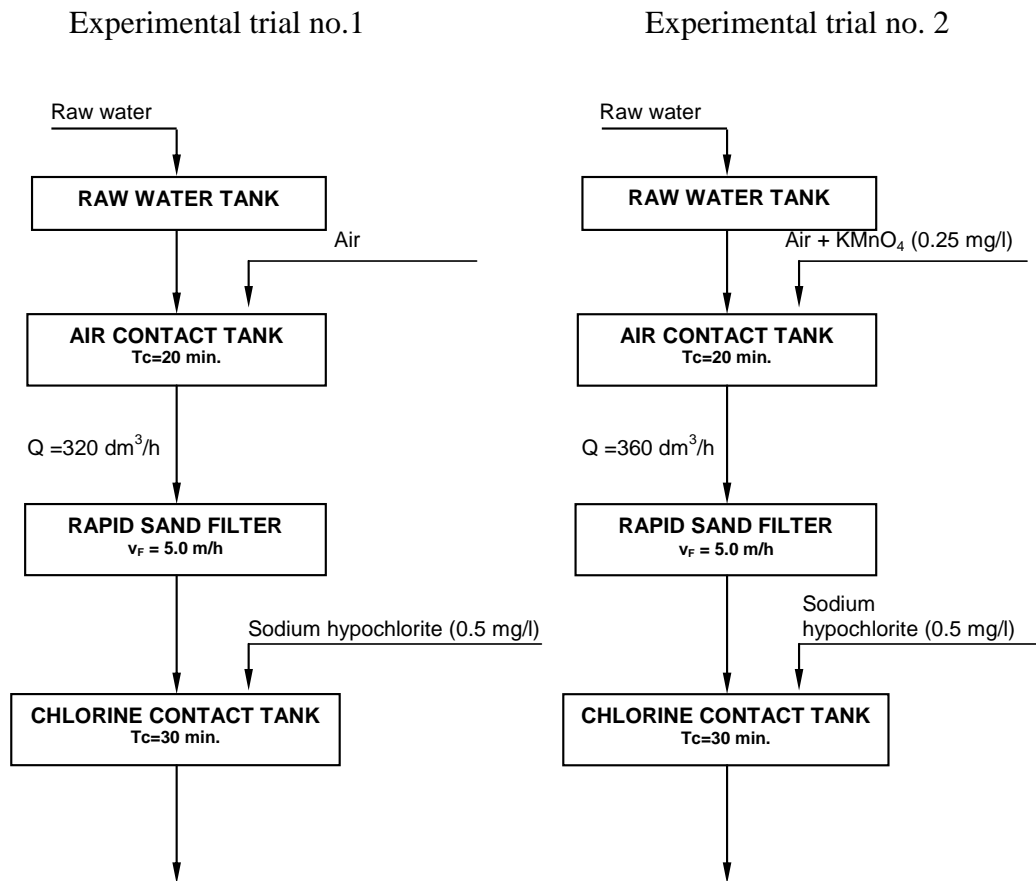 Experimental trial no.1
Raw water
RAW WATER TANK
Air
AIR CONTACT TANK
Tc=20 min.
Q =320 dm³/h
RAPID SAND FILTER
v_F = 5.0 m/h
Sodium hypochlorite (0.5 mg/l)
CHLORINE CONTACT TANK
Tc=30 min.
Experimental trial no. 2
Raw water
RAW WATER TANK
Air + KMnO₄ (0.25 mg/l)
AIR CONTACT TANK
Tc=20 min.
Q =360 dm³/h
RAPID SAND FILTER
v_F = 5.0 m/h
Sodium
hypochlorite (0.5 mg/l)
CHLORINE CONTACT TANK
Tc=30 min.